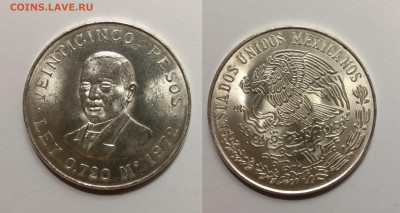 COINS.LAVE.RU
VEINTICINCO PESOS
LEY 0.720 Mº 1972
ESTADOS UNIDOS MEXICANOS